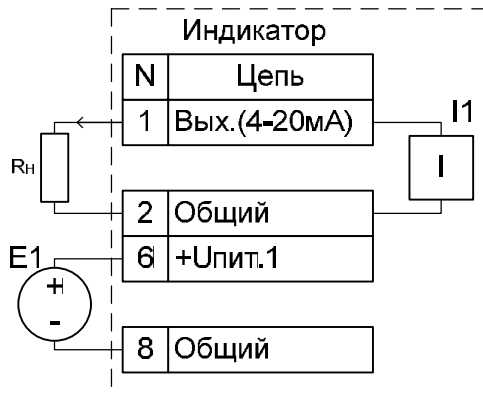 Индикатор
N Цепь
1 Вых.(4-20мА)
I1
I
Rн
2 Общий
6 +Uпит.1
E1
+
-
8 Общий